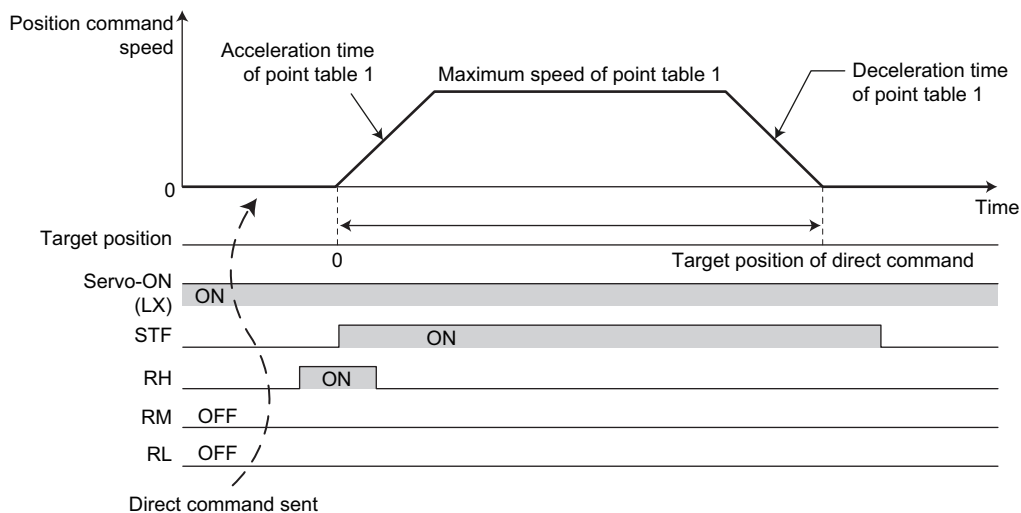 Position command
speed
Acceleration time
of point table 1
Maximum speed of point table 1
Deceleration time
of point table 1
0
Time
Target position
0
Target position of direct command
Servo-ON
(LX)
ON
STF
ON
RH
ON
RM
OFF
RL
OFF
Direct command sent